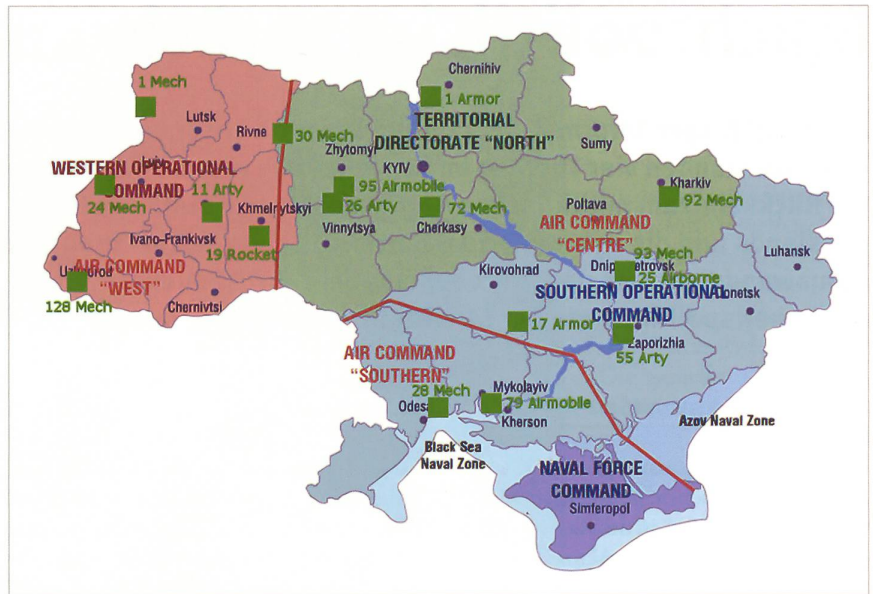 1 Mech
Chernihiv
1 Armor
Lutsk
TERRITORIAL
DIRECTORATE "NORTH"
Rivne
30 Mech
Zhytomyr
Sumy
WESTERN OPERATIONAL
COMMAND
KYIV
24 Mech
11 Arty
95 Airmobile
26 Arty
72 Mech
Kharkiv
92 Mech
Khmelnytskyi
Poltava
AIR COMMAND
"CENTRE"
Vinnytsya
Cherkasy
19 Rocket
Ivano-Frankivsk
93 Mech
Luhansk
AIR COMMAND
"WEST"
Kirovohrad
25 Airborne
128 Mech
Chernivtsi
SOUTHERN OPERATIONAL
COMMAND
Donetsk
17 Armor
Zaporizhia
55 Arty
AIR COMMAND
"SOUTHERN"
28 Mech
Mykolayiv
79 Airmobile
Odesa
Kherson
Azov Naval Zone
Black Sea
Naval Zone
NAVAL FORCE
COMMAND
Simferopol